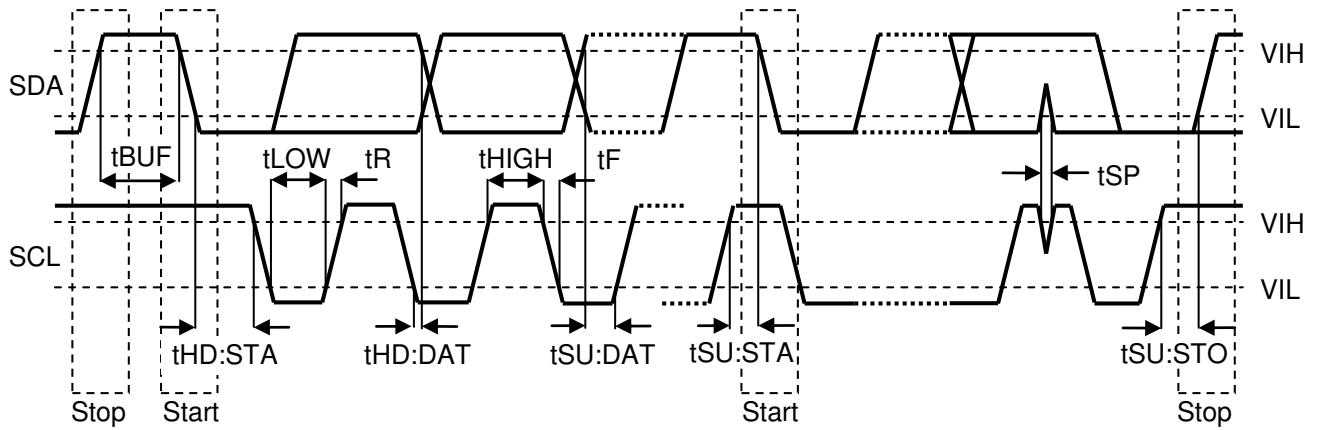 VIH
SDA
VIL
tBUF
tLOW
tR
tHIGH
tF
tSP
VIH
SCL
VIL
tHD:STA
tHD:DAT
tSU:DAT
tSU:STA
tSU:STO
Stop
Start
Start
Stop